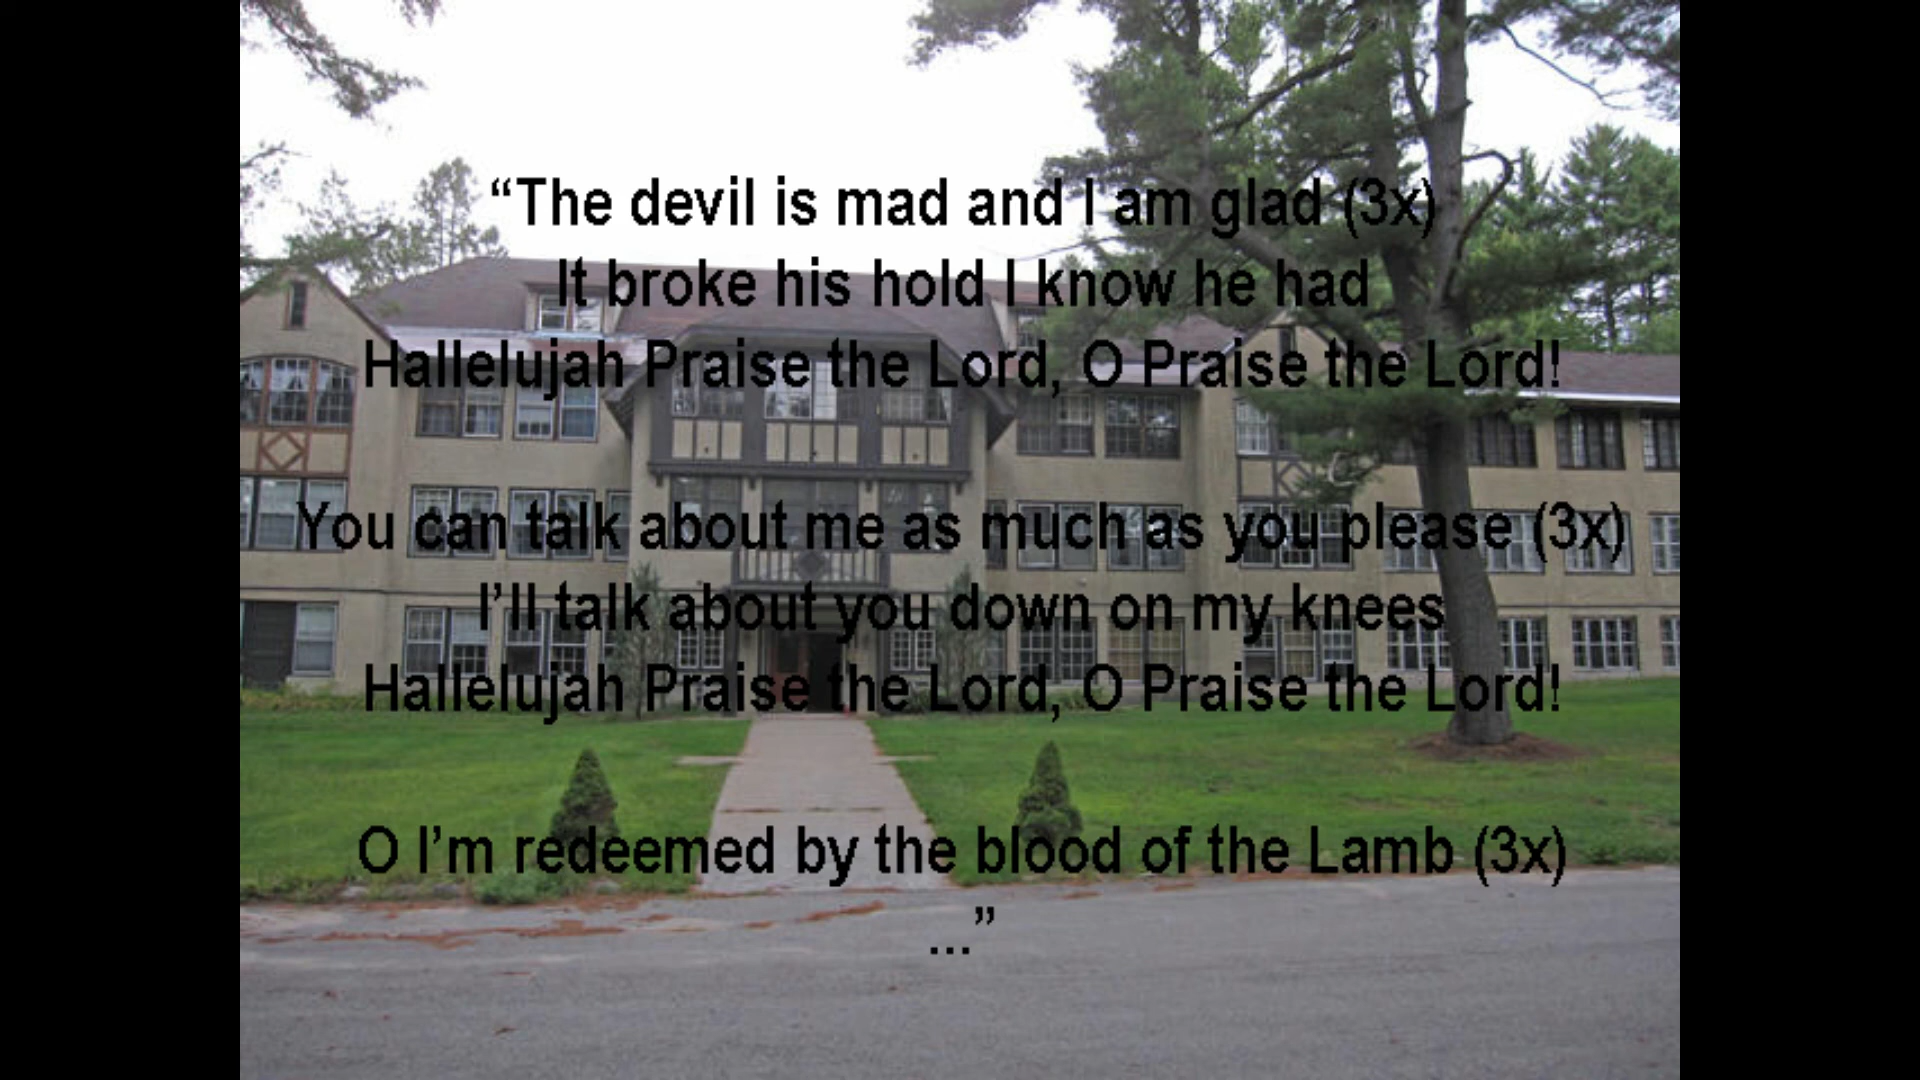 “The devil is mad and I am glad (3x)
It broke his hold I know he had
Hallelujah Praise the Lord, O Praise the Lord!
You can talk about me as much as you please (3x)
I’ll talk about you down on my knees
Hallelujah Praise the Lord, O Praise the Lord!
O I’m redeemed by the blood of the Lamb (3x)
...”